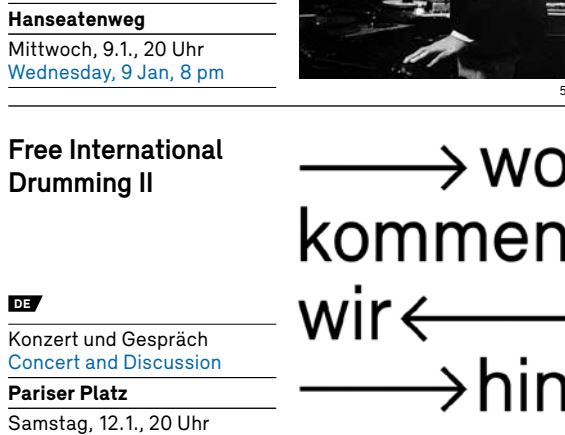 Hanseatenweg
Mittwoch, 9.1., 20 Uhr
Wednesday, 9 Jan, 8 pm
5
Free International
Drumming II
DE
Konzert und Gespräch
Concert and Discussion
Pariser Platz
Samstag, 12.1., 20 Uhr
→ wo
kommen
wir ←
→ hin